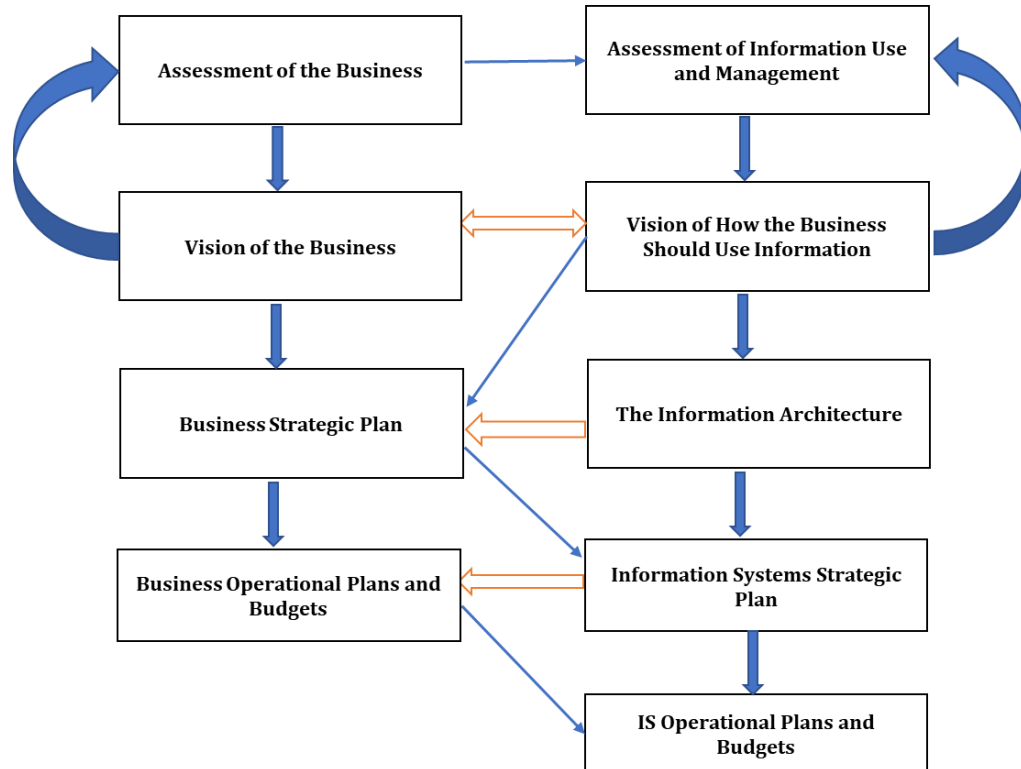 Assessment of the Business
Assessment of Information Use
and Management
Vision of the Business
Vision of How the Business
Should Use Information
Business Strategic Plan
The Information Architecture
Business Operational Plans and
Budgets
Information Systems Strategic
Plan
IS Operational Plans and
Budgets